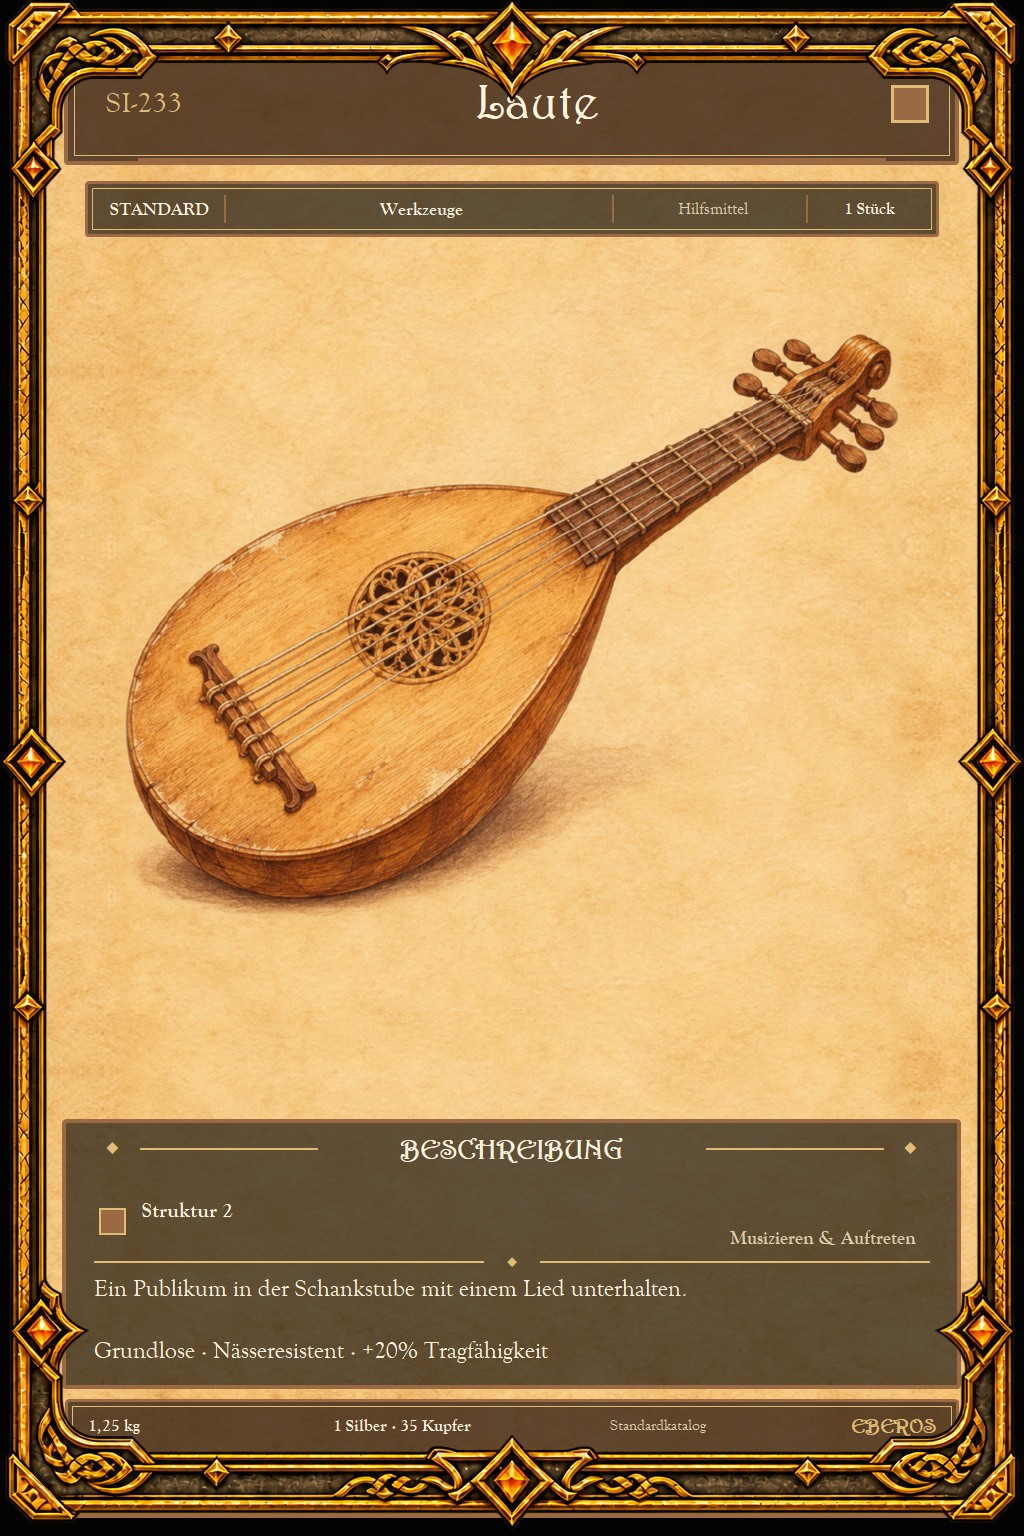 SI-233
Laute
STANDARD
Werkzeuge
Hilfsmittel
1 Stück
BESCHREIBUNG
Struktur 2
Musizieren & Auftreten
Ein Publikum in der Schankstube mit einem Lied unterhalten.
Grundlose · Nässeresistent · +20% Tragfähigkeit
1,25 kg
1 Silber · 35 Kupfer
Standardkatalog
EBEROS